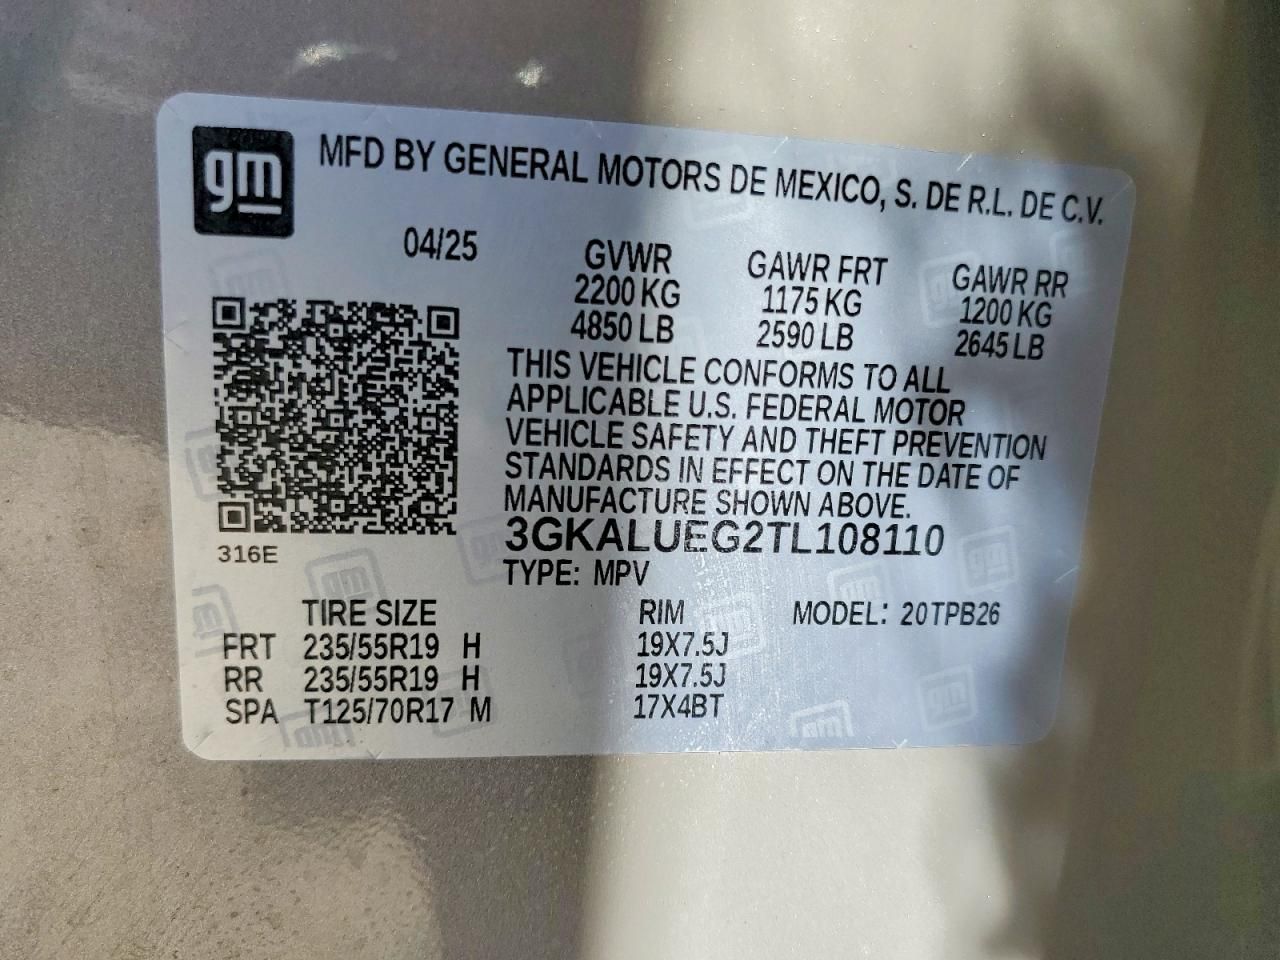 gm
MFD BY GENERAL MOTORS DE MEXICO, S. DE R.L. DE C.V.
04/25 GVWR GAWR FRT GAWR RR
2200 KG 1175 KG 1200 KG
4850 LB 2590 LB 2645 LB
THIS VEHICLE CONFORMS TO ALL
APPLICABLE U.S. FEDERAL MOTOR
VEHICLE SAFETY AND THEFT PREVENTION
STANDARDS IN EFFECT ON THE DATE OF
MANUFACTURE SHOWN ABOVE.
3GKALUEG2TL108110
316E
TYPE: MPV
TIRE SIZE RIM MODEL: 20TPB26
FRT 235/55R19 H 19X7.5J
RR 235/55R19 H 19X7.5J
SPA T125/70R17 M 17X4BT